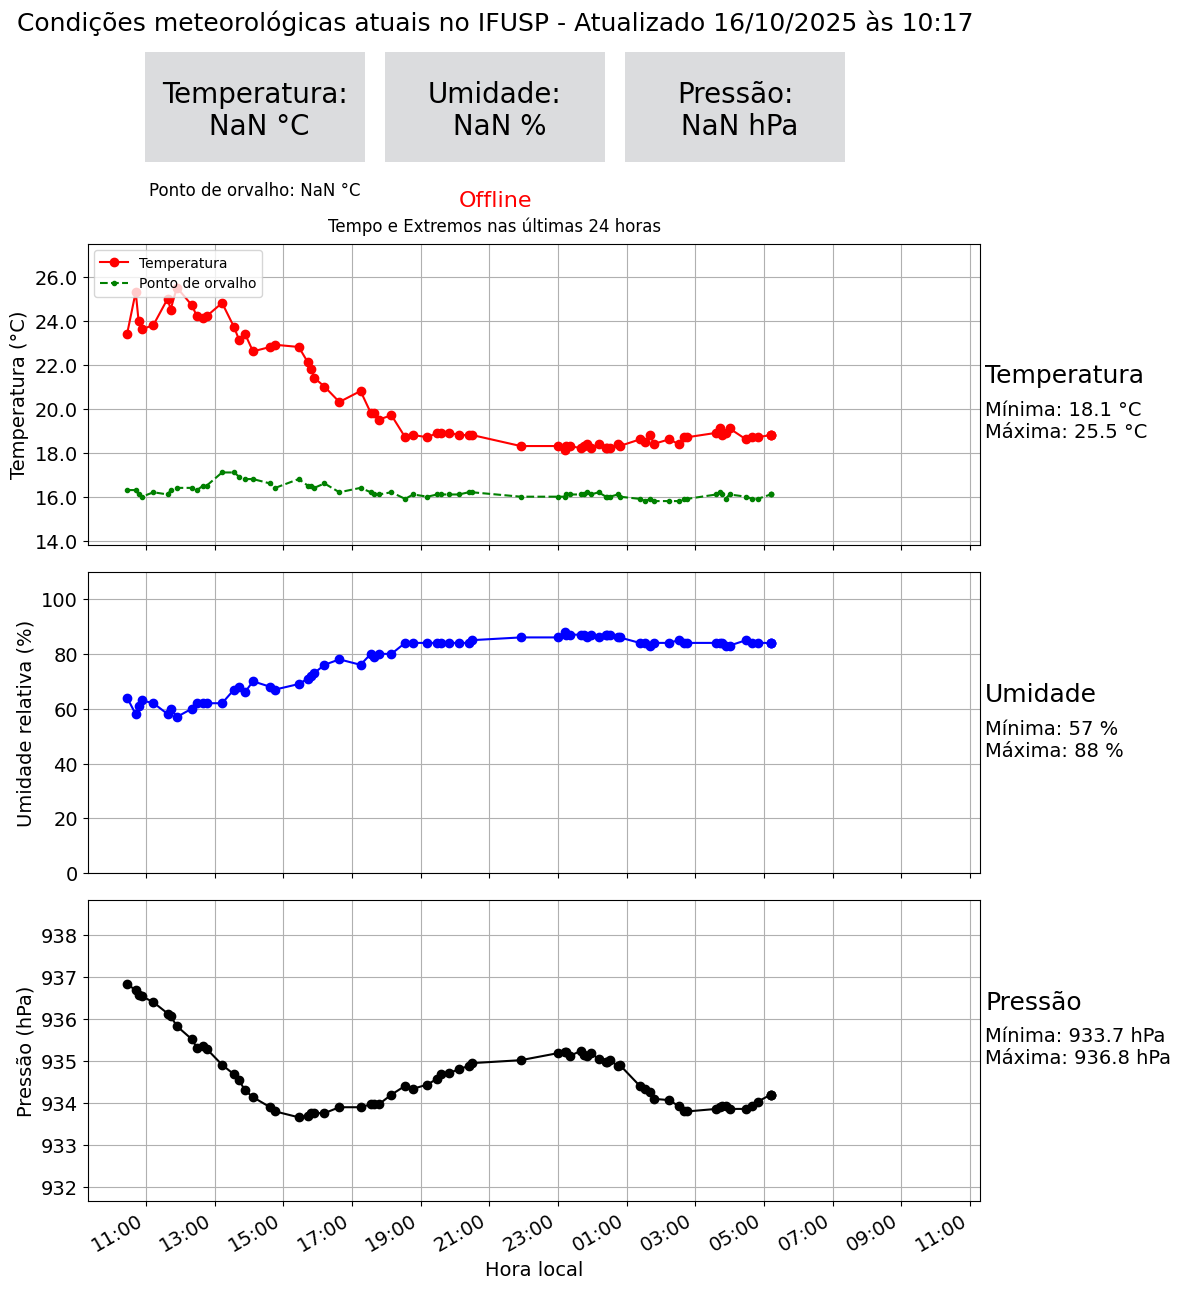 Condições meteorológicas atuais no IFUSP - Atualizado 16/10/2025 às 10:17
Temperatura:
NaN °C
Umidade:
NaN %
Pressão:
NaN hPa
Ponto de orvalho: NaN °C
Offline
Tempo e Extremos nas últimas 24 horas
Temperatura
Ponto de orvalho
Temperatura (°C)
26.0
24.0
22.0
20.0
18.0
16.0
14.0
Temperatura
Mínima: 18.1 °C
Máxima: 25.5 °C
Umidade relativa (%)
100
80
60
40
20
0
Umidade
Mínima: 57 %
Máxima: 88 %
Pressão (hPa)
938
937
936
935
934
933
932
Pressão
Mínima: 933.7 hPa
Máxima: 936.8 hPa
11:00
13:00
15:00
17:00
19:00
21:00
23:00
01:00
03:00
05:00
07:00
09:00
11:00
Hora local